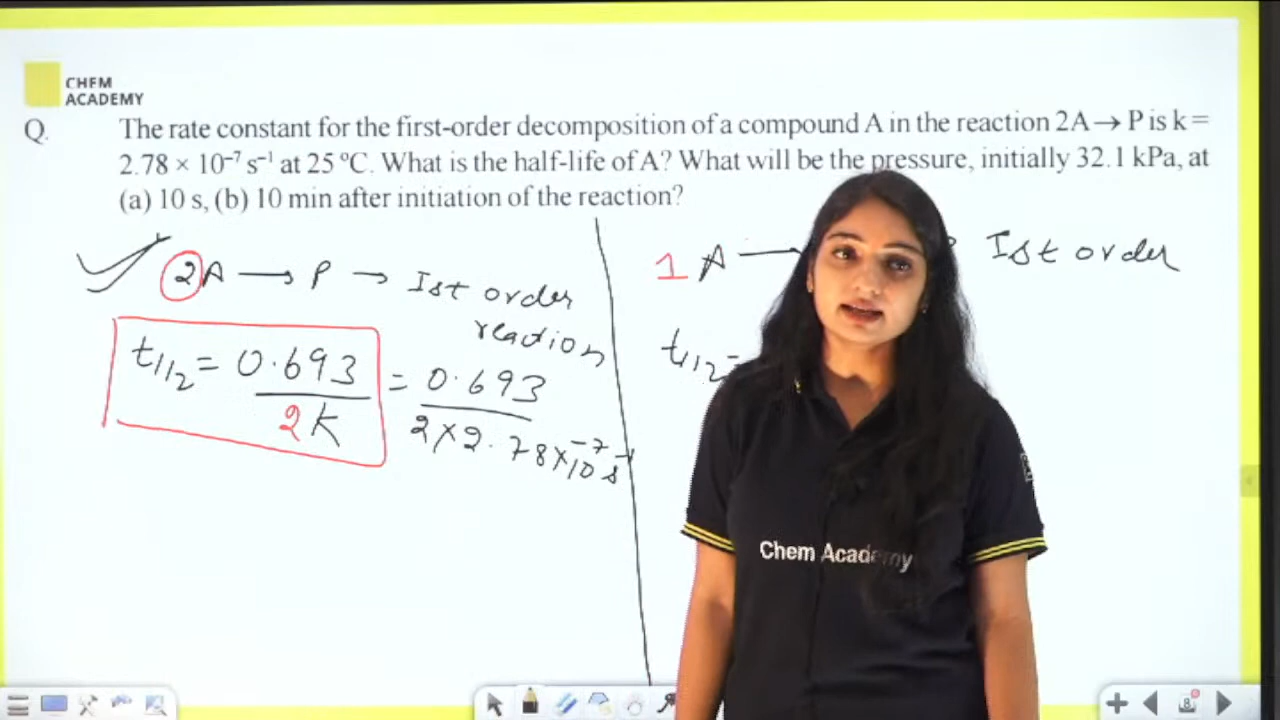 CHEM
ACADEMY
Q. The rate constant for the first-order decomposition of a compound A in the reaction 2A → P is k =
2.78 × 10⁻⁷ s⁻¹ at 25 ºC. What is the half-life of A? What will be the pressure, initially 32.1 kPa, at
(a) 10 s, (b) 10 min after initiation of the reaction?
2A → P → Ist order
reaction
t1/2 = 0.693 / 2K = 0.693 / 2×2.78×10⁻⁷ s⁻
1 A → Ist order
t1/2 =
Chem Academy
8